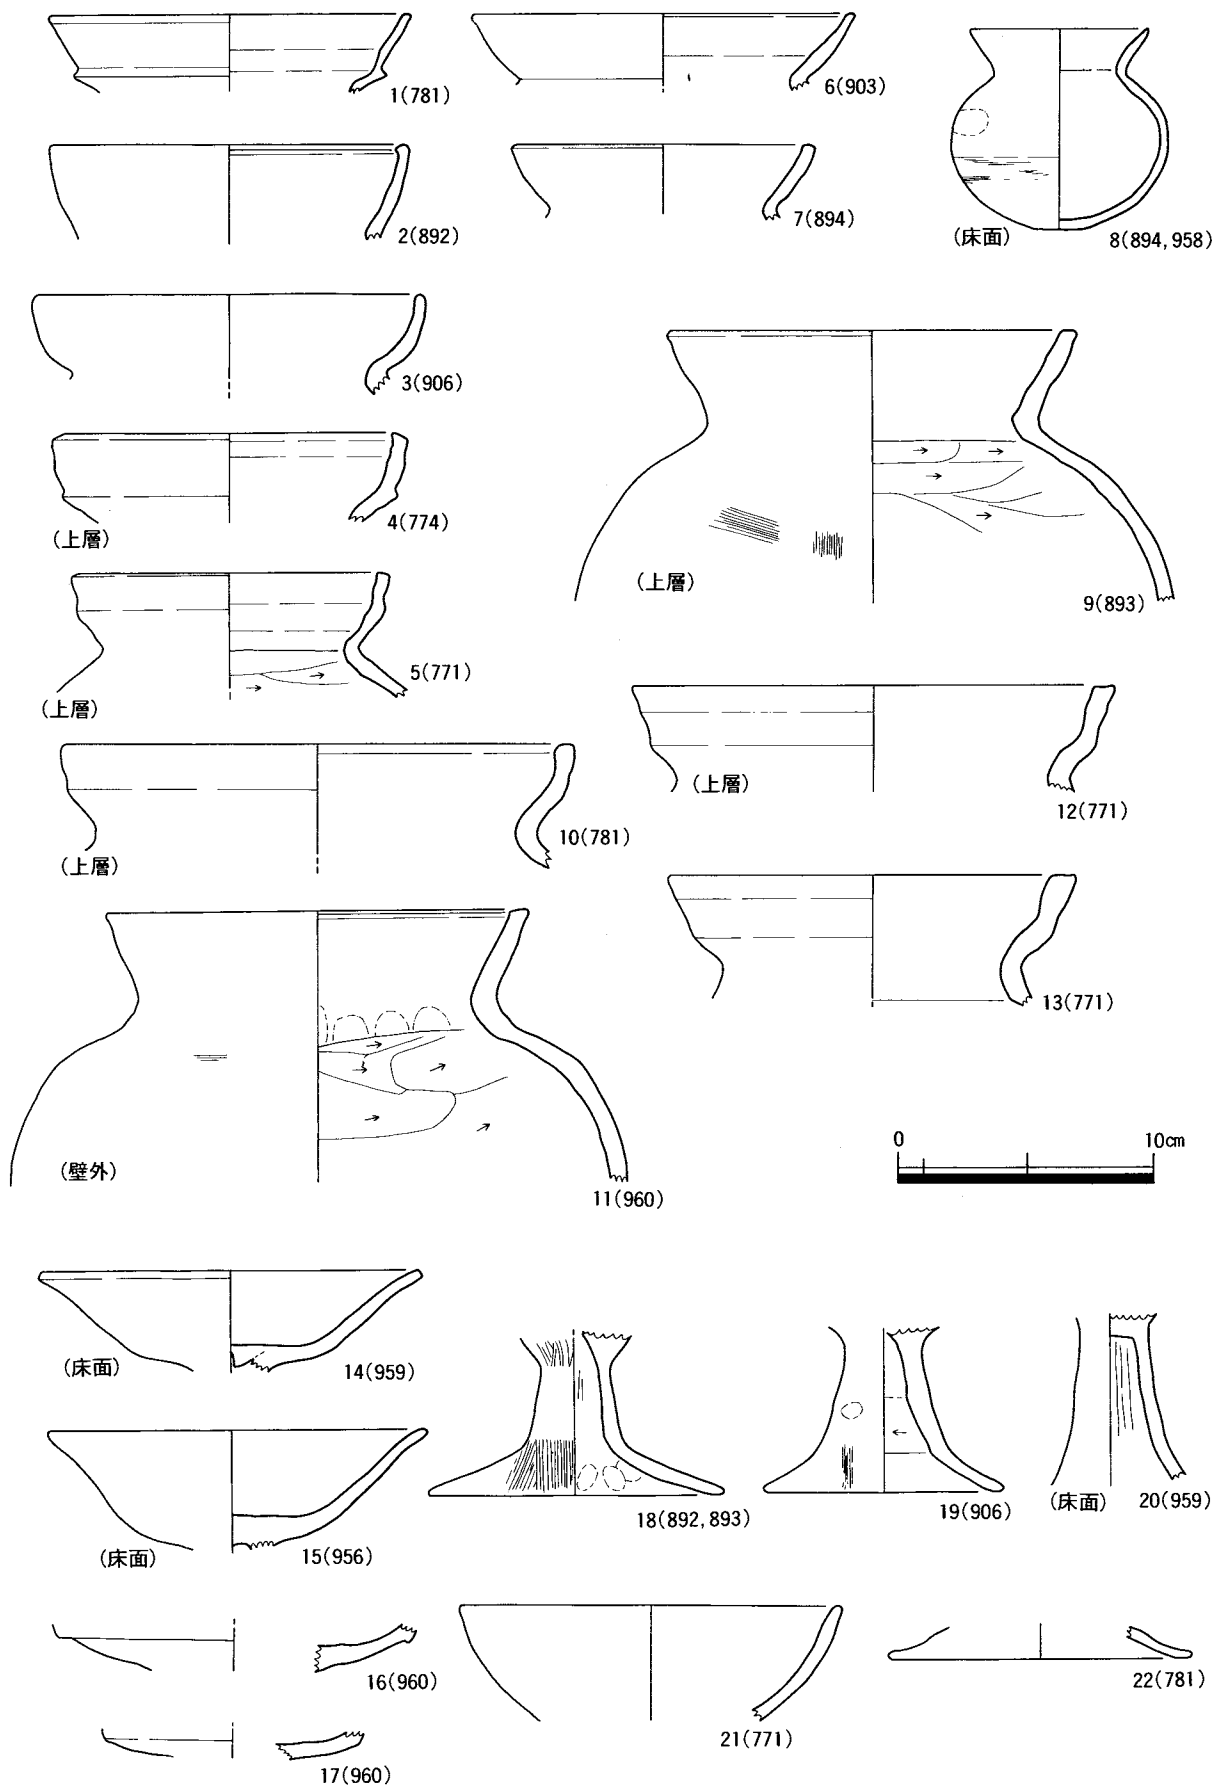 1(781)
6(903)
2(892)
7(894)
(床面)
8(894,958)
3(906)
4(774)
(上層)
(上層)
9(893)
5(771)
(上層)
(上層)
12(771)
10(781)
(上層)
13(771)
(壁外)
11(960)
0 10cm
(床面)
14(959)
18(892,893)
19(906)
(床面)
20(959)
(床面)
15(956)
16(960)
21(771)
22(781)
17(960)